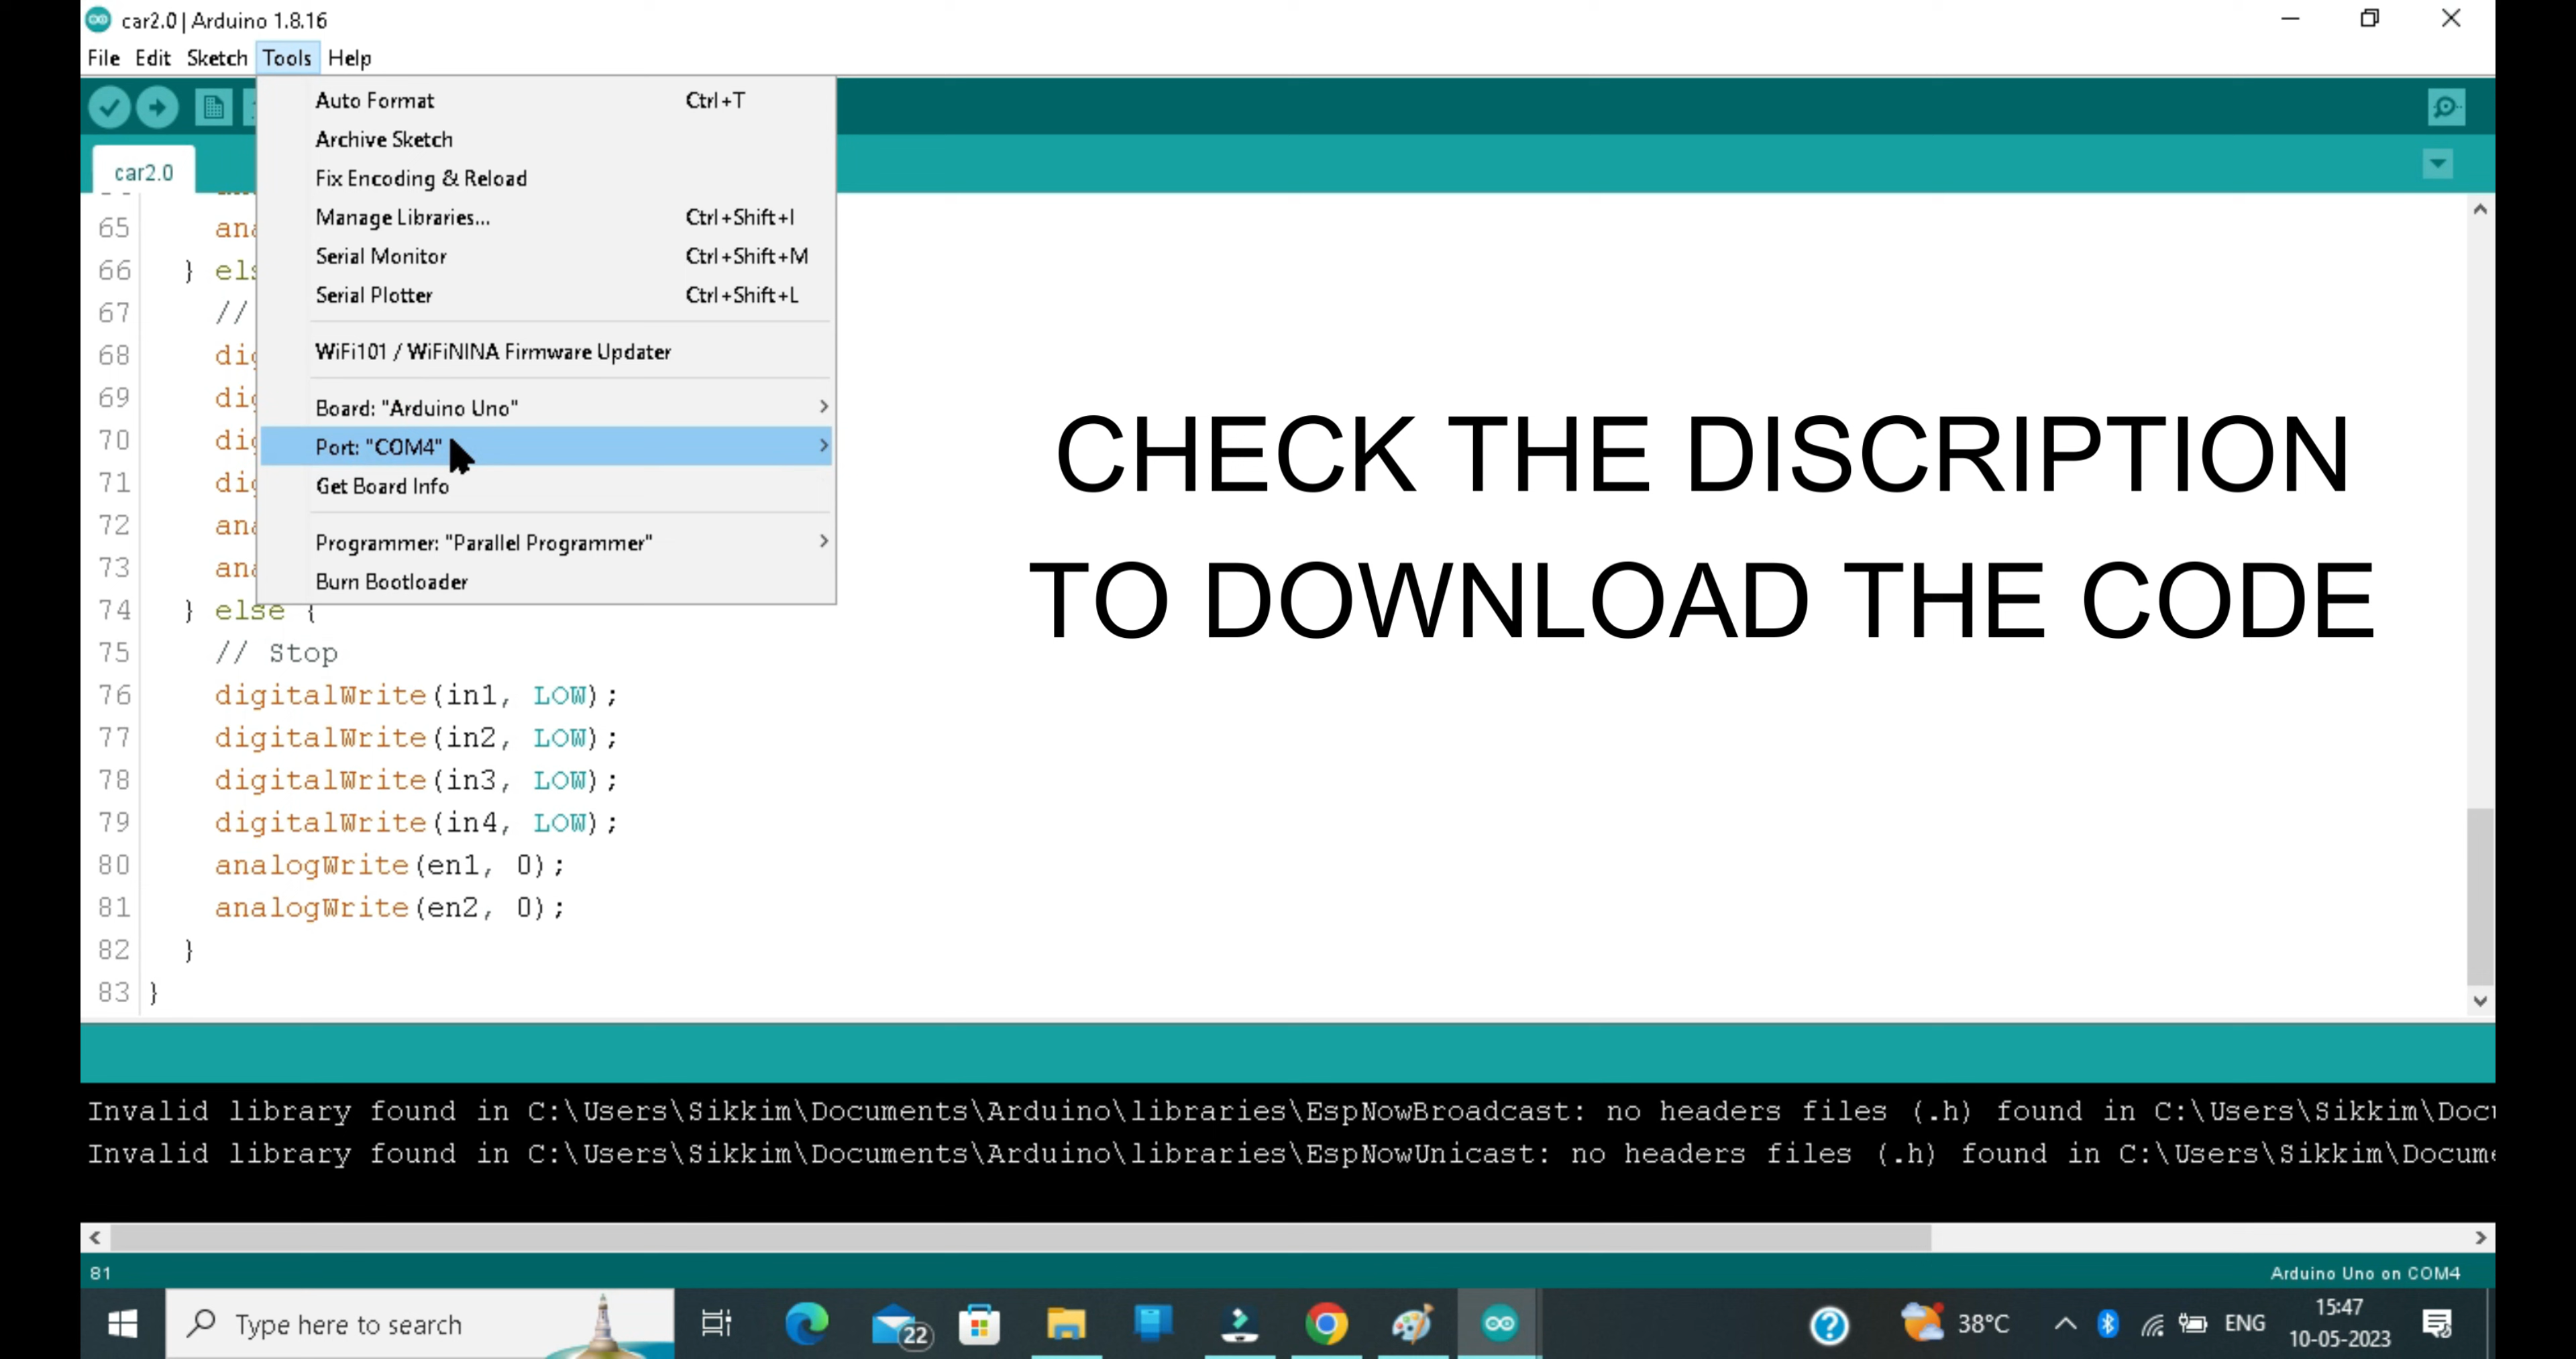 car2.0 | Arduino 1.8.16
File Edit Sketch Tools Help
Auto Format Ctrl+T
Archive Sketch
Fix Encoding & Reload
Manage Libraries... Ctrl+Shift+I
Serial Monitor Ctrl+Shift+M
Serial Plotter Ctrl+Shift+L
WiFi101 / WiFiNINA Firmware Updater
Board: "Arduino Uno"
Port: "COM4"
Get Board Info
Programmer: "Parallel Programmer"
Burn Bootloader
car2.0
65
66 }
67 //
68
69
70
71
72
73
74 } else {
75 // Stop
76 digitalWrite(in1, LOW);
77 digitalWrite(in2, LOW);
78 digitalWrite(in3, LOW);
79 digitalWrite(in4, LOW);
80 analogWrite(en1, 0);
81 analogWrite(en2, 0);
82 }
83 }
CHECK THE DISCRIPTION
TO DOWNLOAD THE CODE
Invalid library found in C:\Users\Sikkim\Documents\Arduino\libraries\EspNowBroadcast: no headers files (.h) found in C:\Users\Sikkim\Docu
Invalid library found in C:\Users\Sikkim\Documents\Arduino\libraries\EspNowUnicast: no headers files (.h) found in C:\Users\Sikkim\Docume
81 Arduino Uno on COM4
Type here to search 22 38°C ENG 15:47
10-05-2023